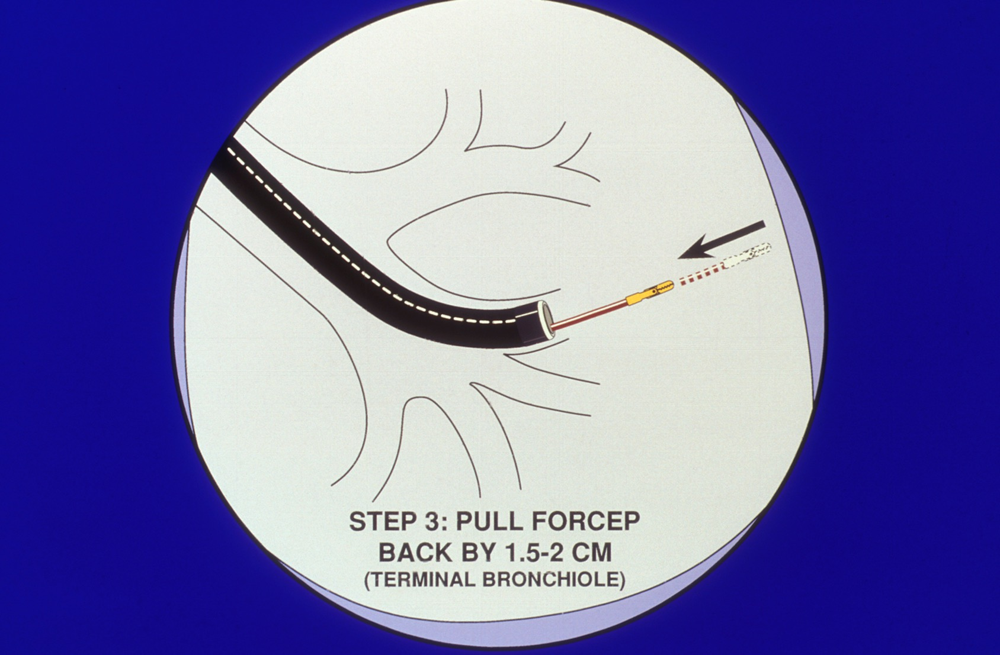 STEP 3: PULL FORCEP
BACK BY 1.5-2 CM
(TERMINAL BRONCHIOLE)